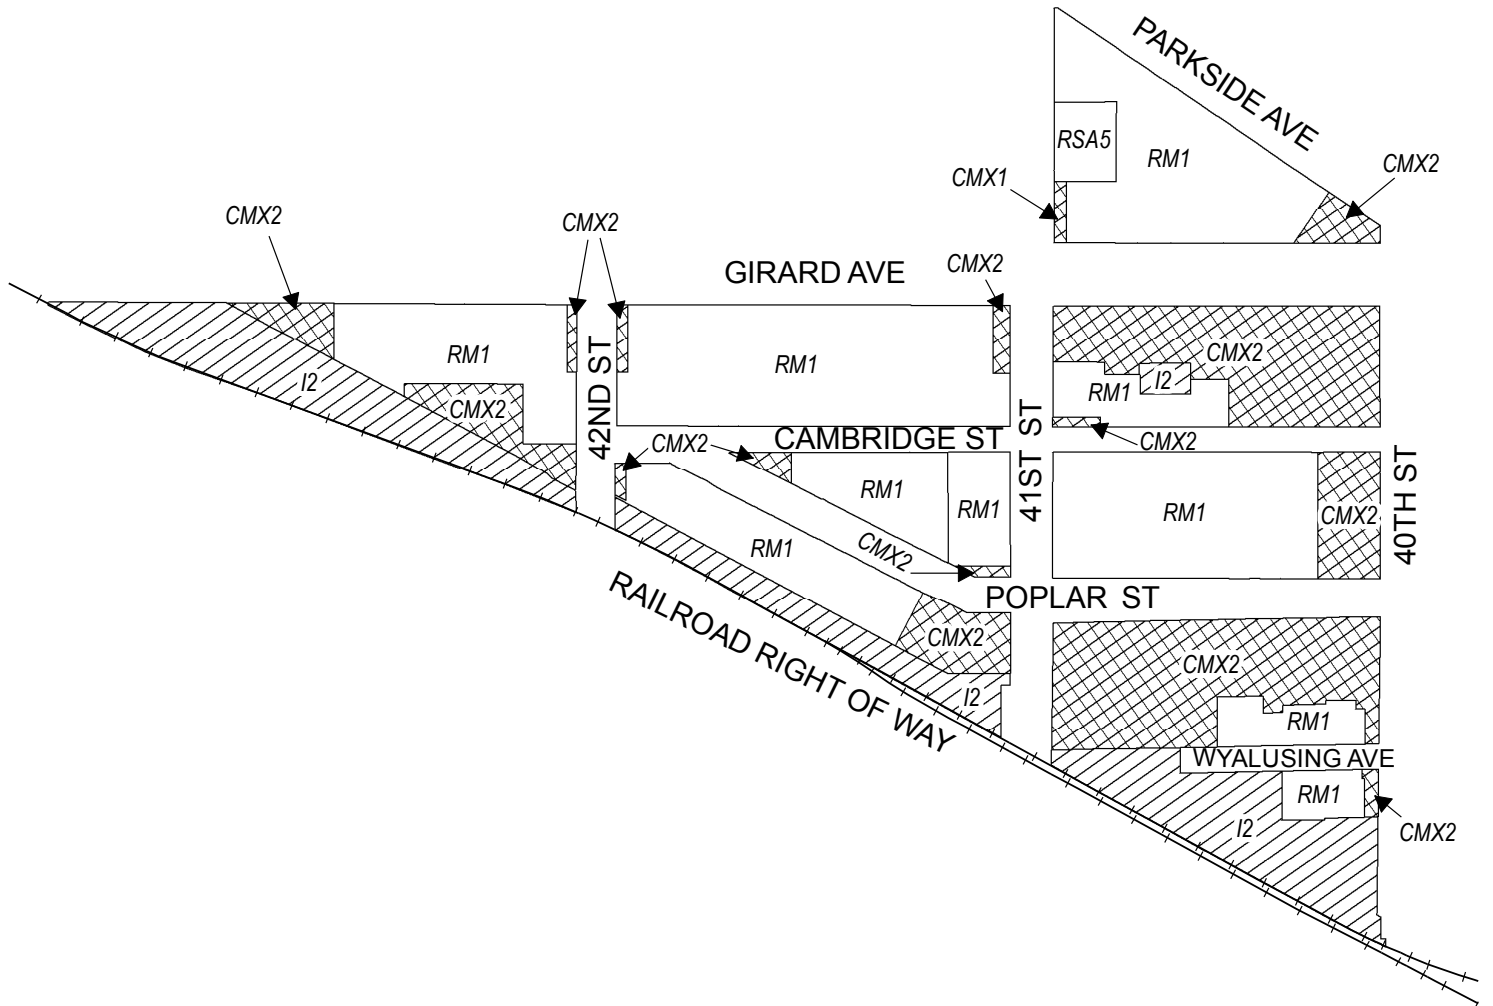 PARKSIDE AVE
RSA5
RM1
CMX1
CMX2
CMX2
CMX2
GIRARD AVE
CMX2
RM1
42ND ST
RM1
CMX2
I2
RM1
I2
CMX2
CMX2
CAMBRIDGE ST
41ST ST
CMX2
40TH ST
RM1
RM1
RM1
CMX2
RM1
CMX2
RAILROAD RIGHT OF WAY
POPLAR ST
CMX2
CMX2
I2
RM1
WYALUSING AVE
RM1
I2
CMX2